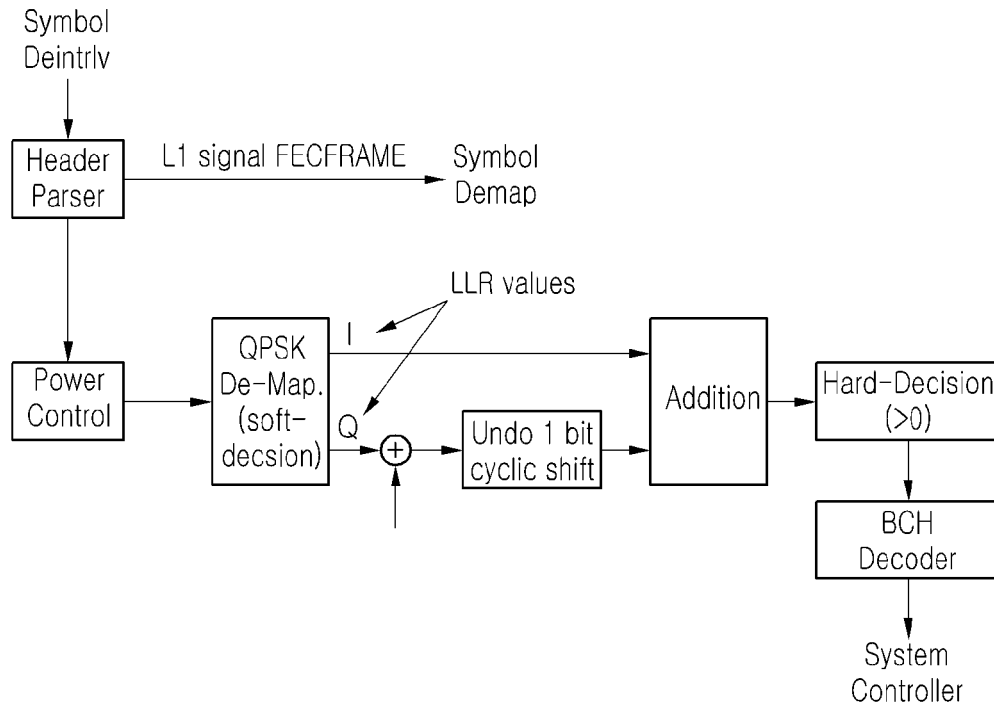 Symbol
Deintrlv
Header
Parser
L1 signal FECFRAME
Symbol
Demap
LLR values
Power
Control
QPSK
De-Map.
(soft-
decsion)
I
Q
+
Undo 1 bit
cyclic shift
Addition
Hard-Decision
(>0)
BCH
Decoder
System
Controller